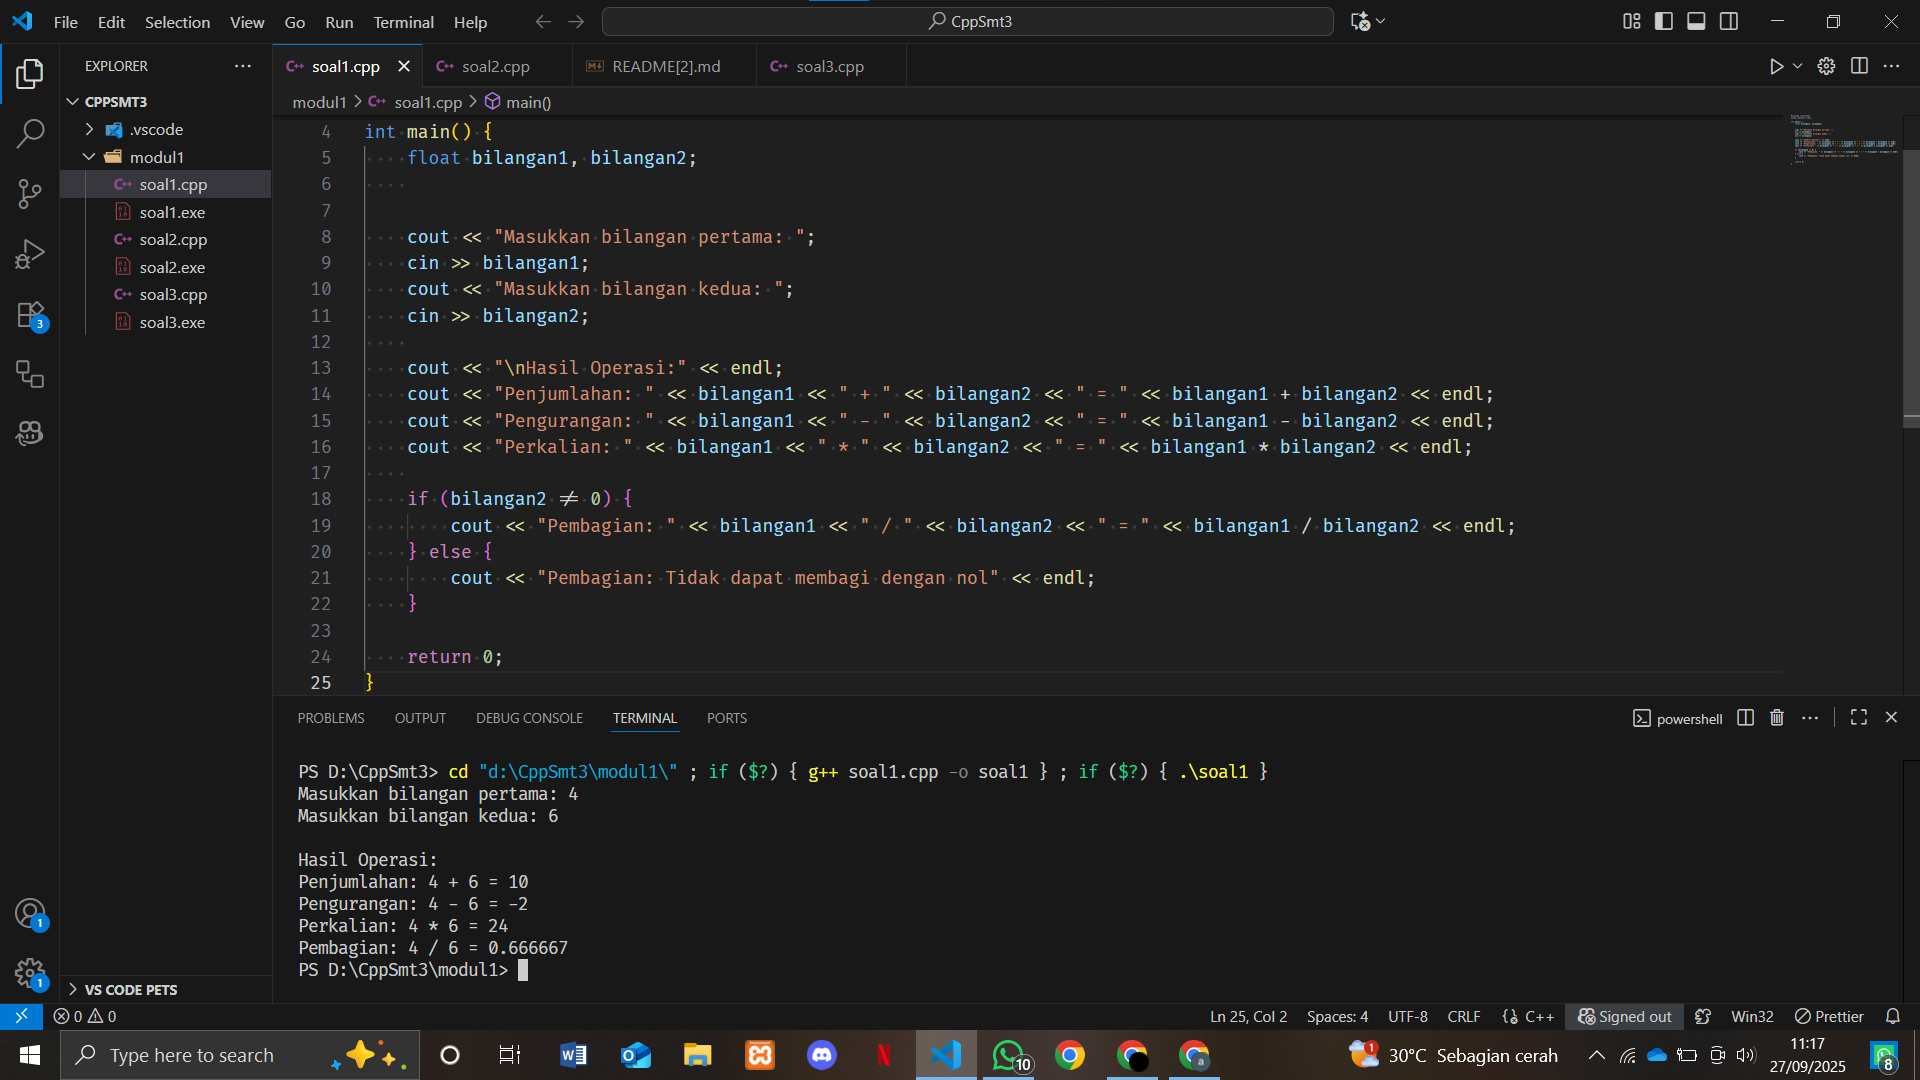 File Edit Selection View Go Run Terminal Help
CppSmt3
EXPLORER
CPPSMT3
.vscode
modul1
soal1.cpp
soal1.exe
soal2.cpp
soal2.exe
soal3.cpp
soal3.exe
VS CODE PETS
3
1
1
soal1.cpp soal2.cpp README[2].md soal3.cpp
modul1 > soal1.cpp > main()
4 int main() {
5 float bilangan1, bilangan2;
6
7
8 cout << "Masukkan bilangan pertama: ";
9 cin >> bilangan1;
10 cout << "Masukkan bilangan kedua: ";
11 cin >> bilangan2;
12
13 cout << "\nHasil Operasi:" << endl;
14 cout << "Penjumlahan: " << bilangan1 << " + " << bilangan2 << " = " << bilangan1 + bilangan2 << endl;
15 cout << "Pengurangan: " << bilangan1 << " - " << bilangan2 << " = " << bilangan1 - bilangan2 << endl;
16 cout << "Perkalian: " << bilangan1 << " * " << bilangan2 << " = " << bilangan1 * bilangan2 << endl;
17
18 if (bilangan2 != 0) {
19 cout << "Pembagian: " << bilangan1 << " / " << bilangan2 << " = " << bilangan1 / bilangan2 << endl;
20 } else {
21 cout << "Pembagian: Tidak dapat membagi dengan nol" << endl;
22 }
23
24 return 0;
25 }
PROBLEMS OUTPUT DEBUG CONSOLE TERMINAL PORTS
powershell
PS D:\CppSmt3> cd "d:\CppSmt3\modul1\" ; if ($?) { g++ soal1.cpp -o soal1 } ; if ($?) { .\soal1 }
Masukkan bilangan pertama: 4
Masukkan bilangan kedua: 6

Hasil Operasi:
Penjumlahan: 4 + 6 = 10
Pengurangan: 4 - 6 = -2
Perkalian: 4 * 6 = 24
Pembagian: 4 / 6 = 0.666667
PS D:\CppSmt3\modul1>
0 0
Ln 25, Col 2 Spaces: 4 UTF-8 CRLF C++ Signed out Win32 Prettier
Type here to search
10
1
30°C Sebagian cerah
11:17
27/09/2025
8